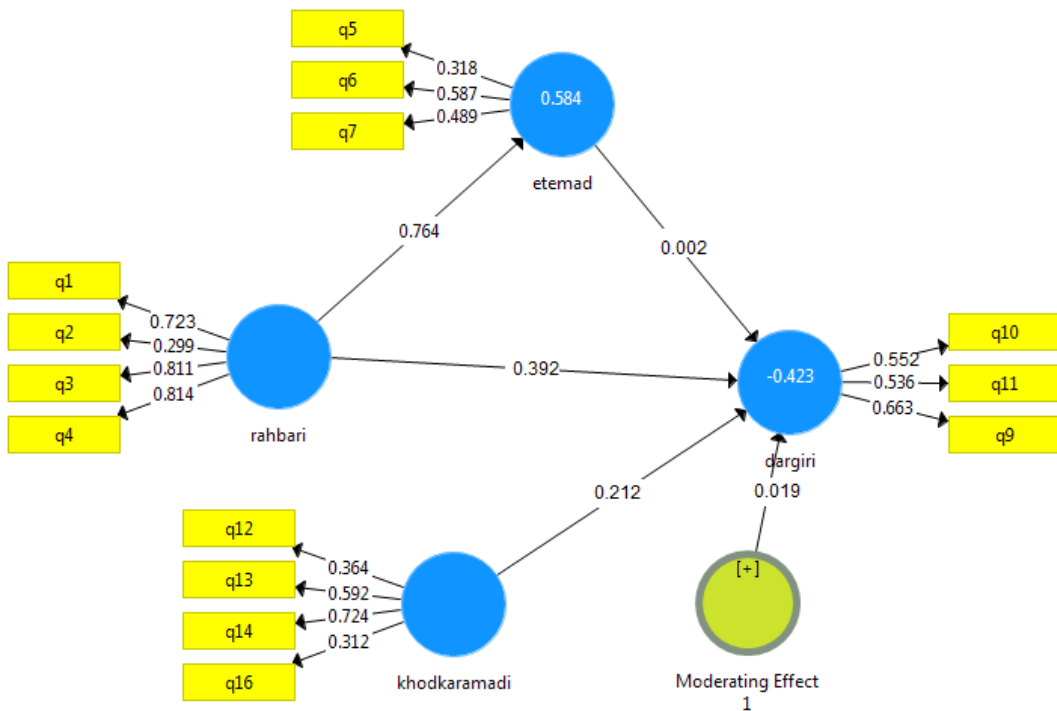 q5
q6
q7
0.318
0.587
0.489
0.584
etemad
0.764
0.002
q1
q2
q3
q4
0.723
0.299
0.811
0.814
rahbari
0.392
-0.423
dargiri
0.552
0.536
0.663
q10
q11
q9
0.212
0.019
q12
q13
q14
q16
0.364
0.592
0.724
0.312
khodkaramadi
[+]
Moderating Effect
1